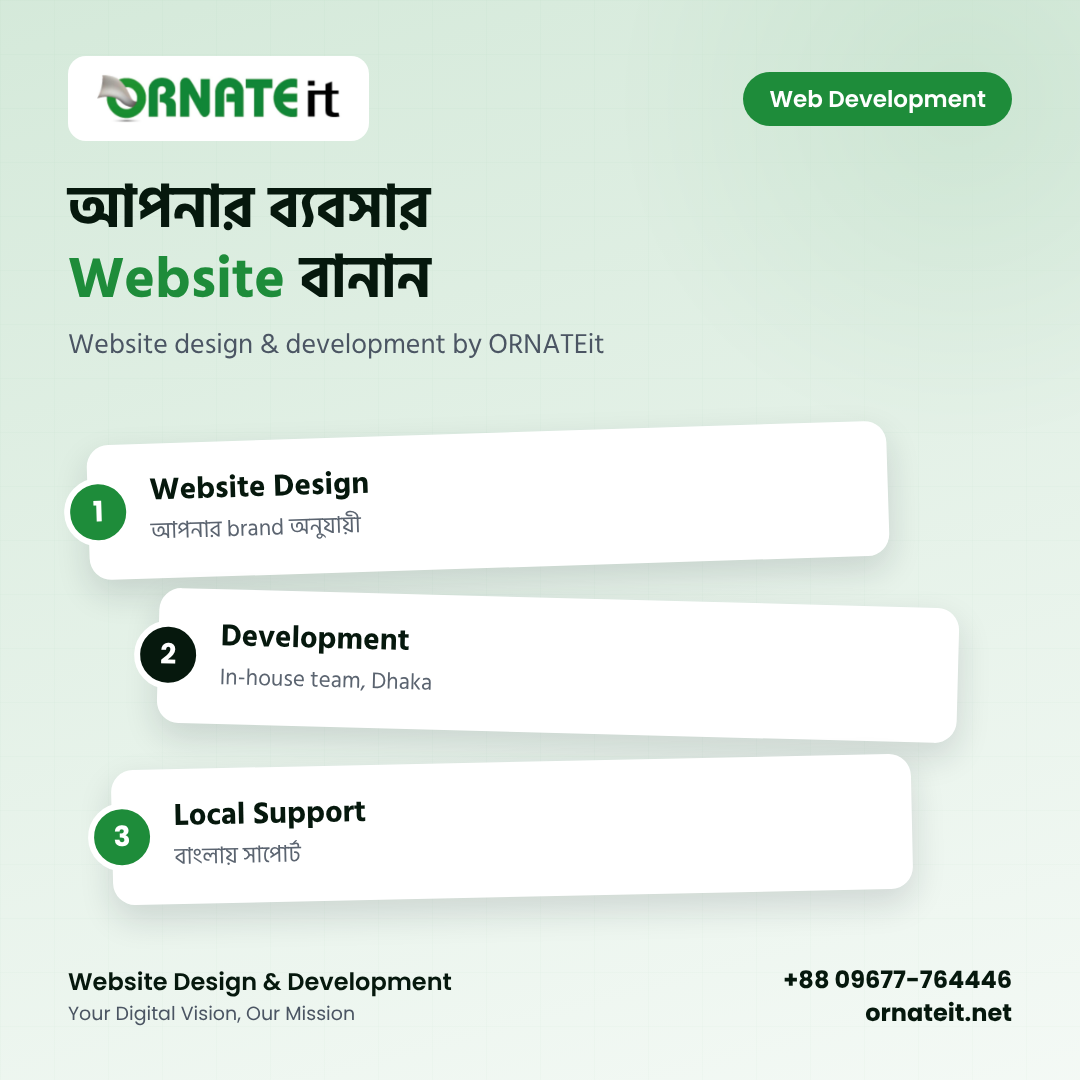 ORNATE it
Web Development
আপনার ব্যবসার
Website বানান
Website design & development by ORNATEit
1
Website Design
আপনার brand অনুযায়ী
2
Development
In-house team, Dhaka
3
Local Support
বাংলায় সাপোর্ট
Website Design & Development
Your Digital Vision, Our Mission
+88 09677-764446
ornateit.net